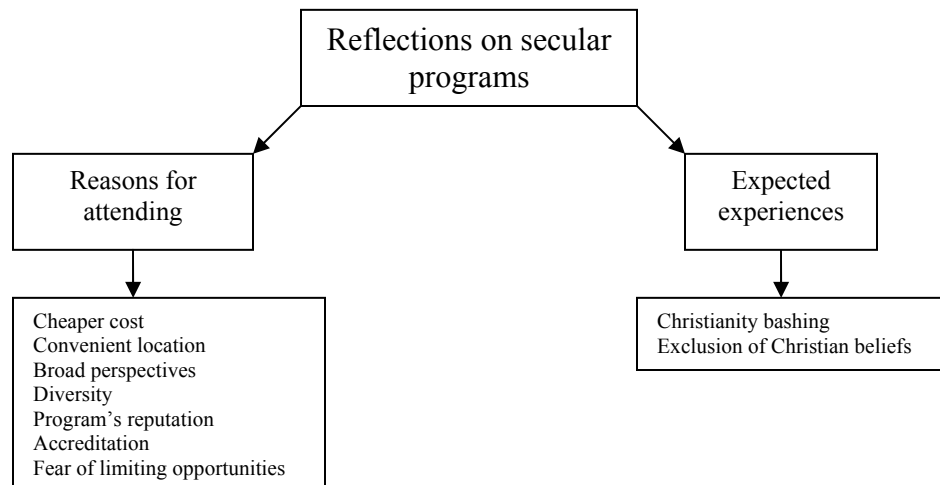 Reflections on secular
programs
Reasons for
attending
Expected
experiences
Cheaper cost
Convenient location
Broad perspectives
Diversity
Program’s reputation
Accreditation
Fear of limiting opportunities
Christianity bashing
Exclusion of Christian beliefs